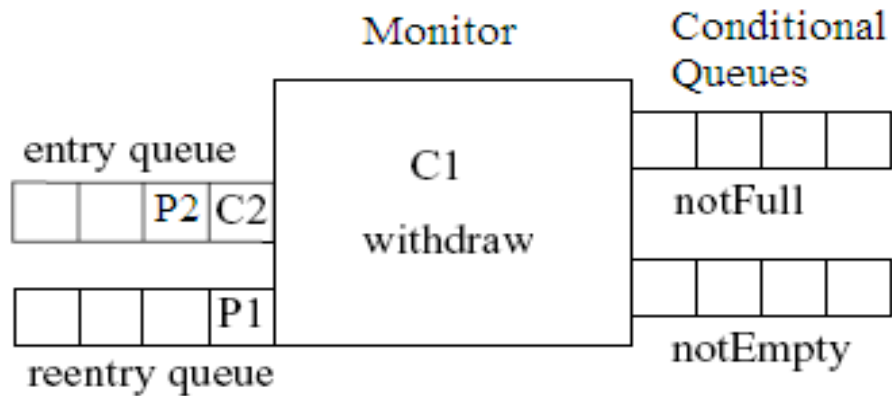 Monitor
Conditional
Queues
entry queue
P2 C2
C1
withdraw
notFull
P1
reentry queue
notEmpty